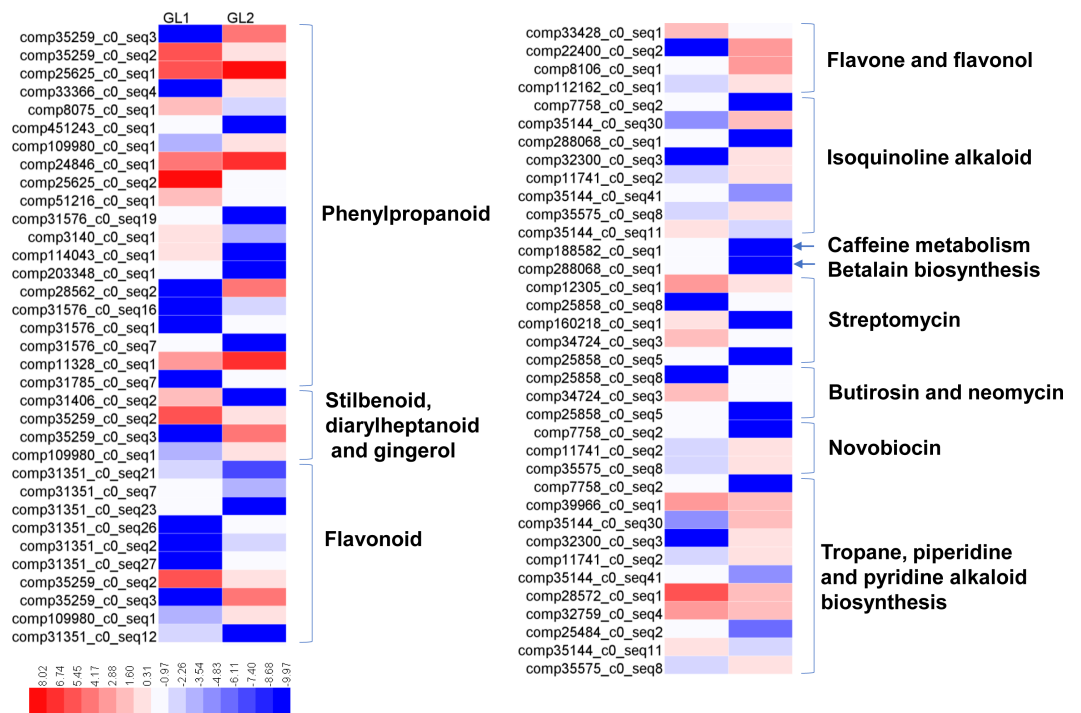 GL1 GL2
comp35259_c0_seq3
comp35259_c0_seq2
comp25625_c0_seq1
comp33366_c0_seq4
comp8075_c0_seq1
comp451243_c0_seq1
comp109980_c0_seq1
comp24846_c0_seq1
comp25625_c0_seq2
comp51216_c0_seq1
comp31576_c0_seq19
comp3140_c0_seq1
comp114043_c0_seq1
comp203348_c0_seq1
comp28562_c0_seq2
comp31576_c0_seq16
comp31576_c0_seq1
comp31576_c0_seq7
comp11328_c0_seq1
comp31785_c0_seq7
Phenylpropanoid
comp31406_c0_seq2
comp35259_c0_seq2
comp35259_c0_seq3
comp109980_c0_seq1
Stilbenoid,
diarylheptanoid
and gingerol
comp31351_c0_seq21
comp31351_c0_seq7
comp31351_c0_seq23
comp31351_c0_seq26
comp31351_c0_seq2
comp31351_c0_seq27
comp35259_c0_seq2
comp35259_c0_seq3
comp109980_c0_seq1
comp31351_c0_seq12
Flavonoid
8.02
6.74
5.45
4.17
2.88
1.60
0.31
-0.97
-2.26
-3.54
-4.83
-6.11
-7.40
-8.68
-9.97
comp33428_c0_seq1
comp22400_c0_seq2
comp8106_c0_seq1
comp112162_c0_seq1
Flavone and flavonol
comp7758_c0_seq2
comp35144_c0_seq30
comp288068_c0_seq1
comp32300_c0_seq3
comp11741_c0_seq2
comp35144_c0_seq41
comp35575_c0_seq8
comp35144_c0_seq11
Isoquinoline alkaloid
comp188582_c0_seq1
Caffeine metabolism
comp288068_c0_seq1
Betalain biosynthesis
comp12305_c0_seq1
comp25858_c0_seq8
comp160218_c0_seq1
comp34724_c0_seq3
comp25858_c0_seq5
Streptomycin
comp25858_c0_seq8
comp34724_c0_seq3
comp25858_c0_seq5
Butirosin and neomycin
comp7758_c0_seq2
comp11741_c0_seq2
comp35575_c0_seq8
Novobiocin
comp7758_c0_seq2
comp39966_c0_seq1
comp35144_c0_seq30
comp32300_c0_seq3
comp11741_c0_seq2
comp35144_c0_seq41
comp28572_c0_seq1
comp32759_c0_seq4
comp25484_c0_seq2
comp35144_c0_seq11
comp35575_c0_seq8
Tropane, piperidine
and pyridine alkaloid
biosynthesis